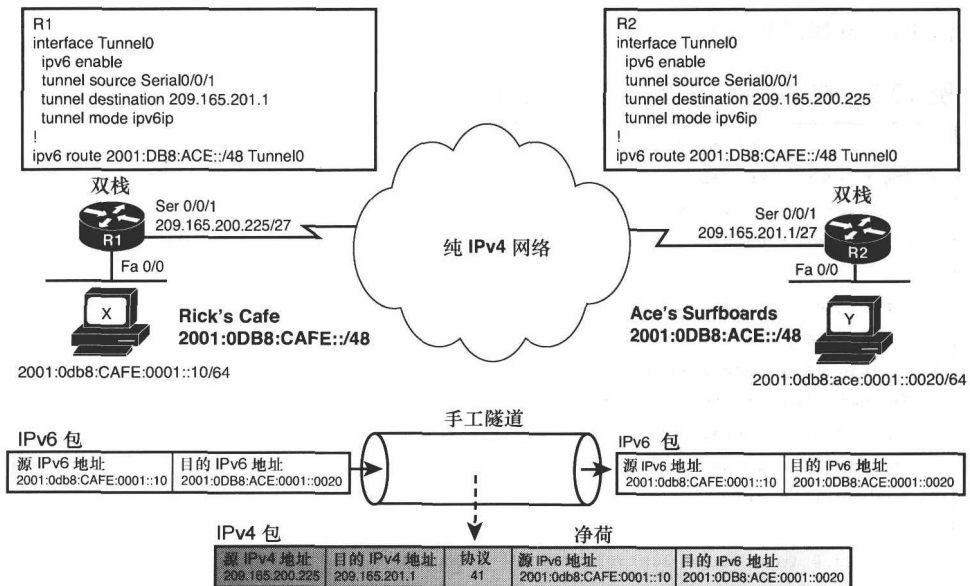 R1
interface Tunnel0
ipv6 enable
tunnel source Serial0/0/1
tunnel destination 209.165.201.1
tunnel mode ipv6ip
!
ipv6 route 2001:DB8:ACE::/48 Tunnel0
R2
interface Tunnel0
ipv6 enable
tunnel source Serial0/0/1
tunnel destination 209.165.200.225
tunnel mode ipv6ip
!
ipv6 route 2001:DB8:CAFE::/48 Tunnel0
双栈
Ser 0/0/1
209.165.200.225/27
R1
Fa 0/0
X
Rick's Cafe
2001:0DB8:CAFE::/48
2001:0db8:CAFE:0001::10/64
纯 IPv4 网络
双栈
Ser 0/0/1
209.165.201.1/27
R2
Fa 0/0
Y
Ace's Surfboards
2001:0DB8:ACE::/48
2001:0db8:ace:0001::0020/64
手工隧道
IPv6 包
源 IPv6 地址
2001:0db8:CAFE:0001::10
目的 IPv6 地址
2001:0DB8:ACE:0001::0020
IPv6 包
源 IPv6 地址
2001:0db8:CAFE:0001::10
目的 IPv6 地址
2001:0DB8:ACE:0001::0020
IPv4 包
净荷
源 IPv4 地址
209.165.200.225
目的 IPv4 地址
209.165.201.1
协议
41
源 IPv6 地址
2001:0db8:CAFE:0001::10
目的 IPv6 地址
2001:0DB8:ACE:0001::0020